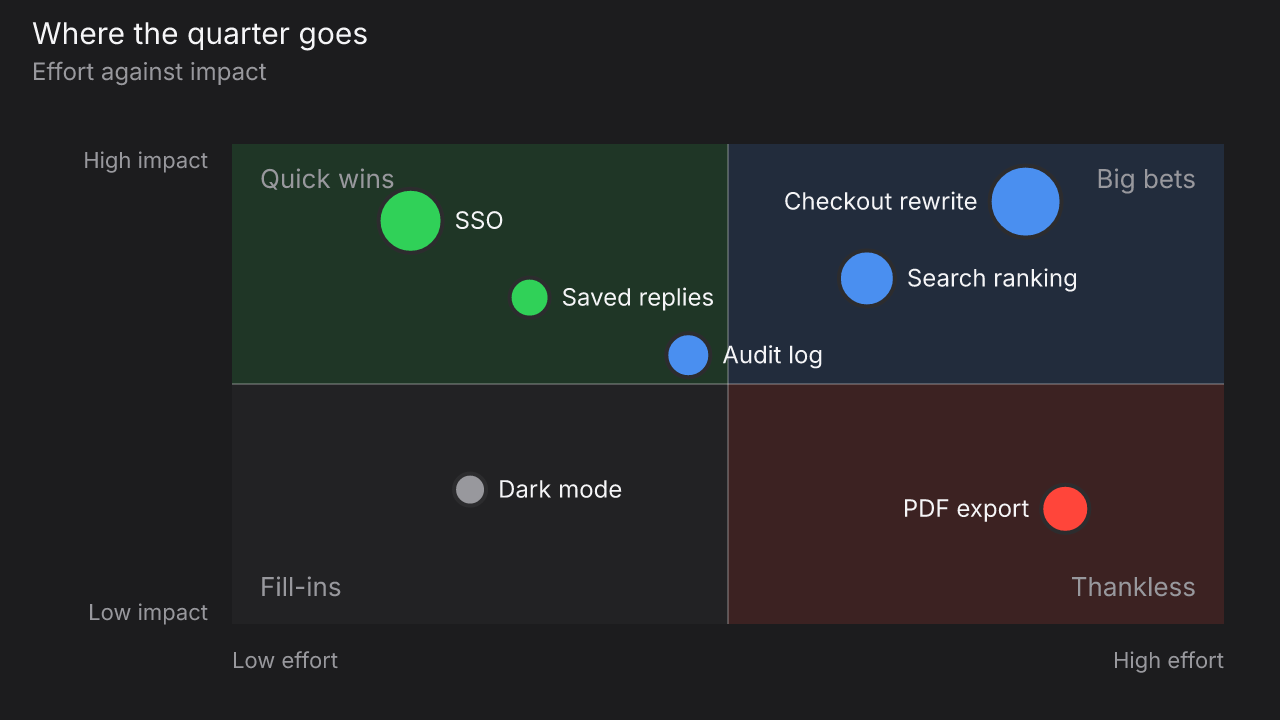 Where the quarter goes
Effort against impact
High impact
Quick wins
Big bets
Checkout rewrite
SSO
Search ranking
Saved replies
Audit log
Dark mode
PDF export
Fill-ins
Thankless
Low impact
Low effort
High effort